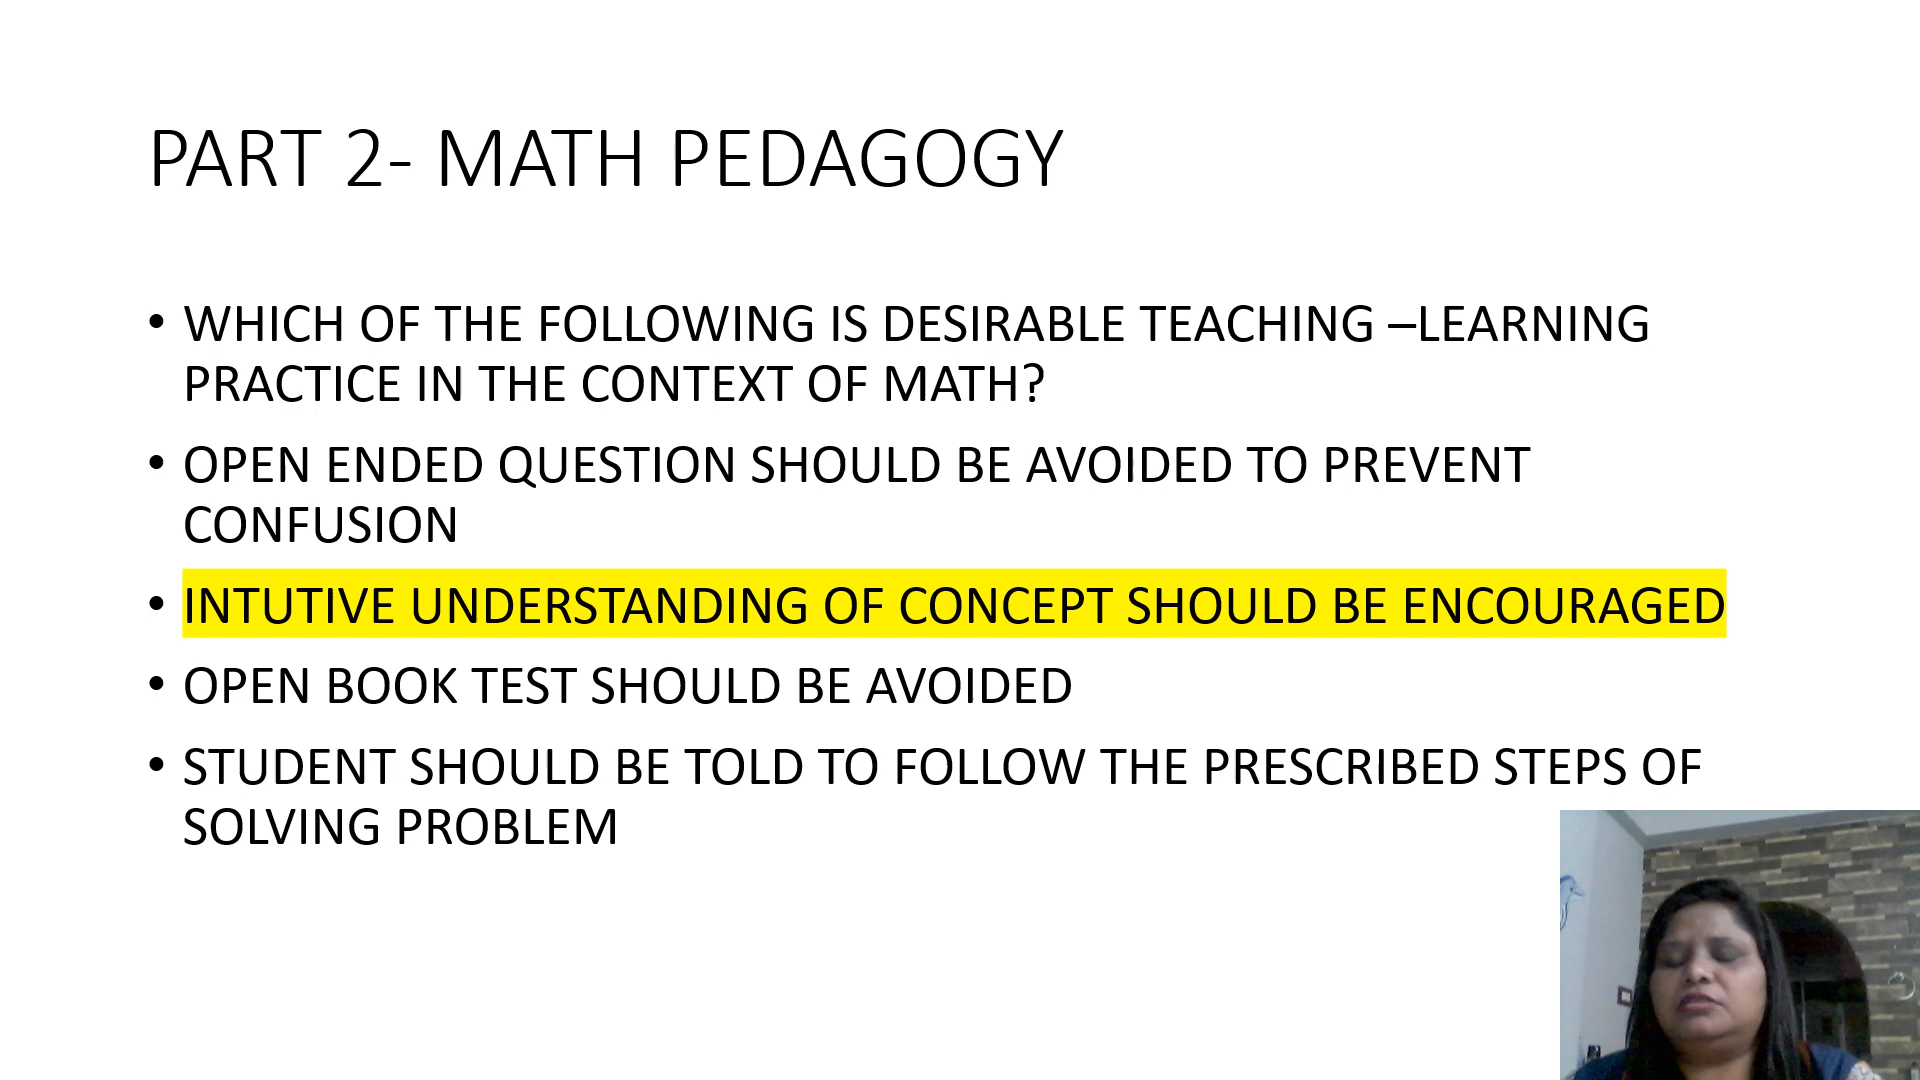 PART 2- MATH PEDAGOGY
• WHICH OF THE FOLLOWING IS DESIRABLE TEACHING –LEARNING
PRACTICE IN THE CONTEXT OF MATH?
• OPEN ENDED QUESTION SHOULD BE AVOIDED TO PREVENT
CONFUSION
• INTUTIVE UNDERSTANDING OF CONCEPT SHOULD BE ENCOURAGED
• OPEN BOOK TEST SHOULD BE AVOIDED
• STUDENT SHOULD BE TOLD TO FOLLOW THE PRESCRIBED STEPS OF
SOLVING PROBLEM